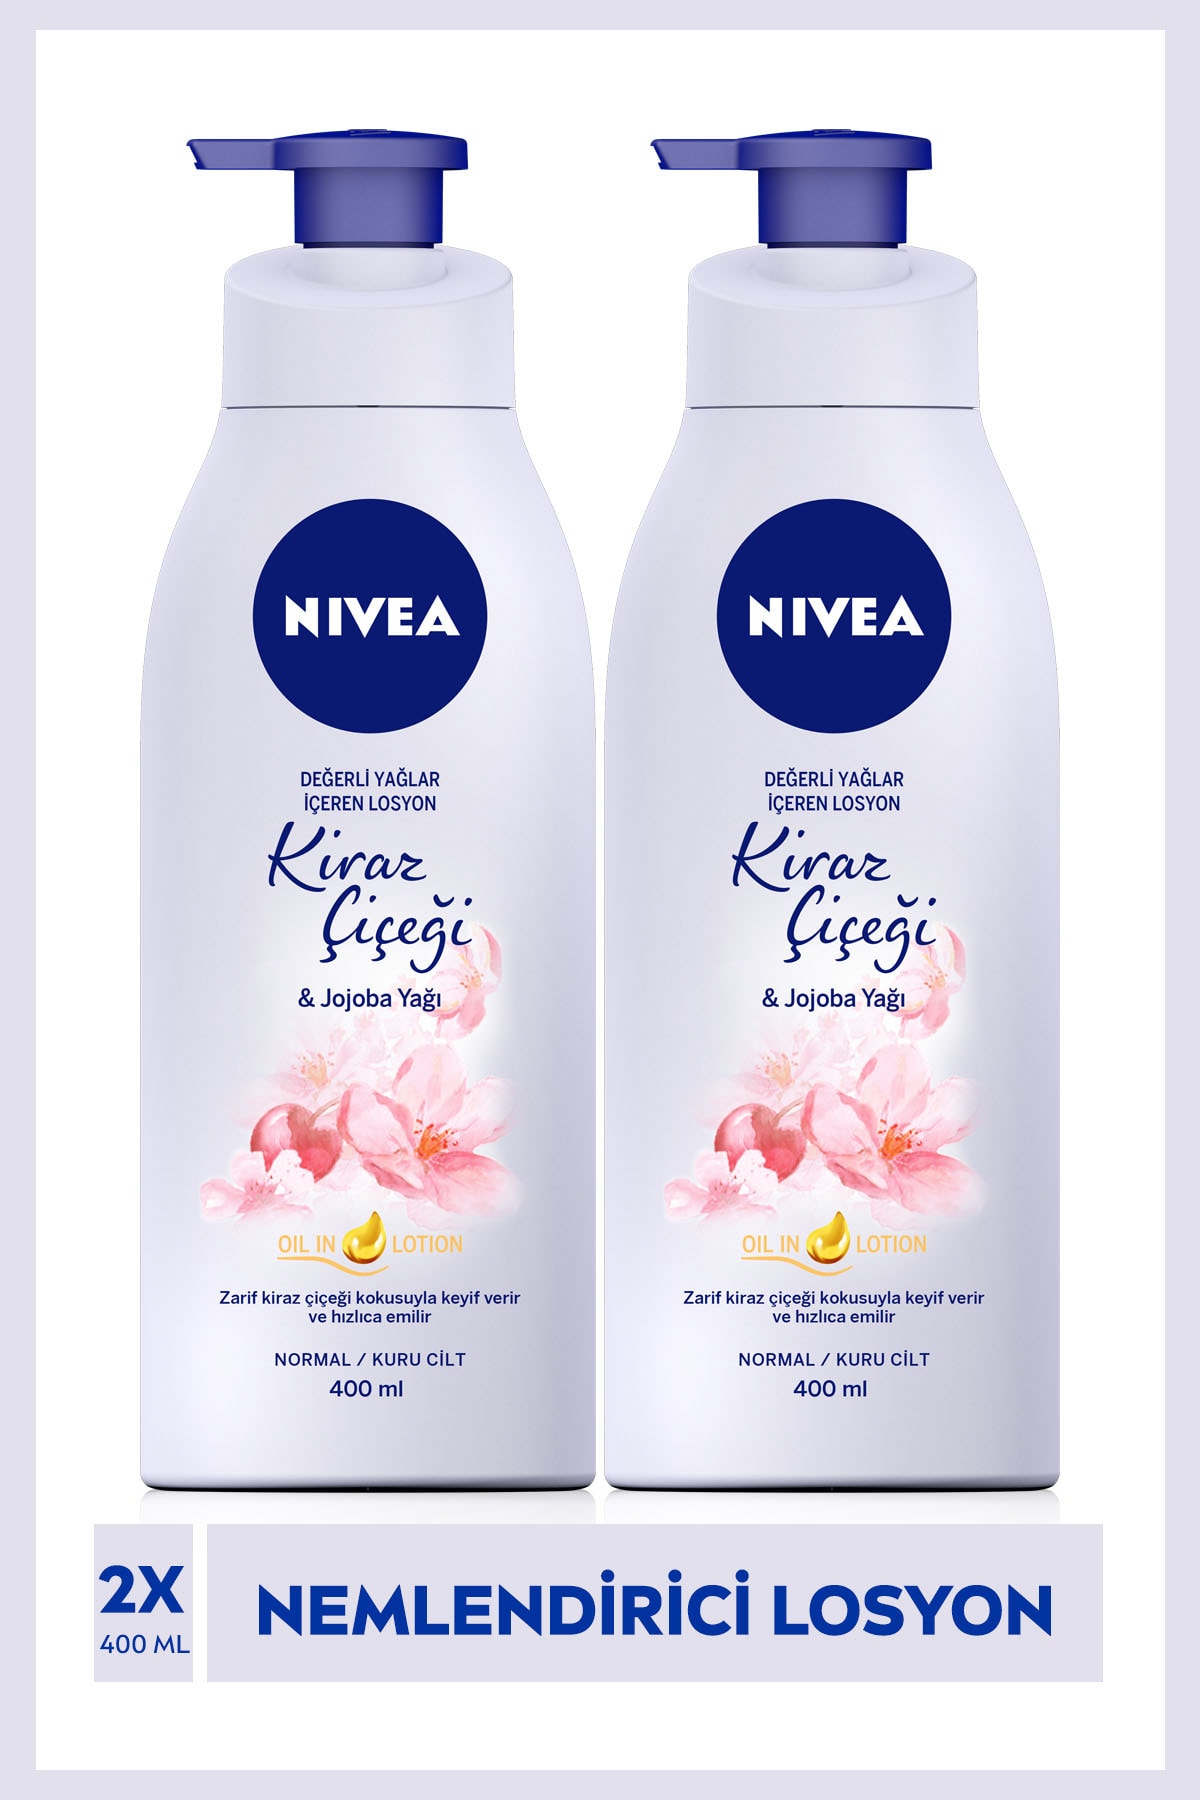 NIVEA
DEĞERLİ YAĞLAR
İÇEREN LOSYON
Kiraz
Çiçeği
& Jojoba Yağı
OIL IN LOTION
Zarif kiraz çiçeği kokusuyla keyif verir
ve hızlıca emilir
NORMAL / KURU CİLT
400 ml
NIVEA
DEĞERLİ YAĞLAR
İÇEREN LOSYON
Kiraz
Çiçeği
& Jojoba Yağı
OIL IN LOTION
Zarif kiraz çiçeği kokusuyla keyif verir
ve hızlıca emilir
NORMAL / KURU CİLT
400 ml
2X
400 ML
NEMLENDİRİCİ LOSYON